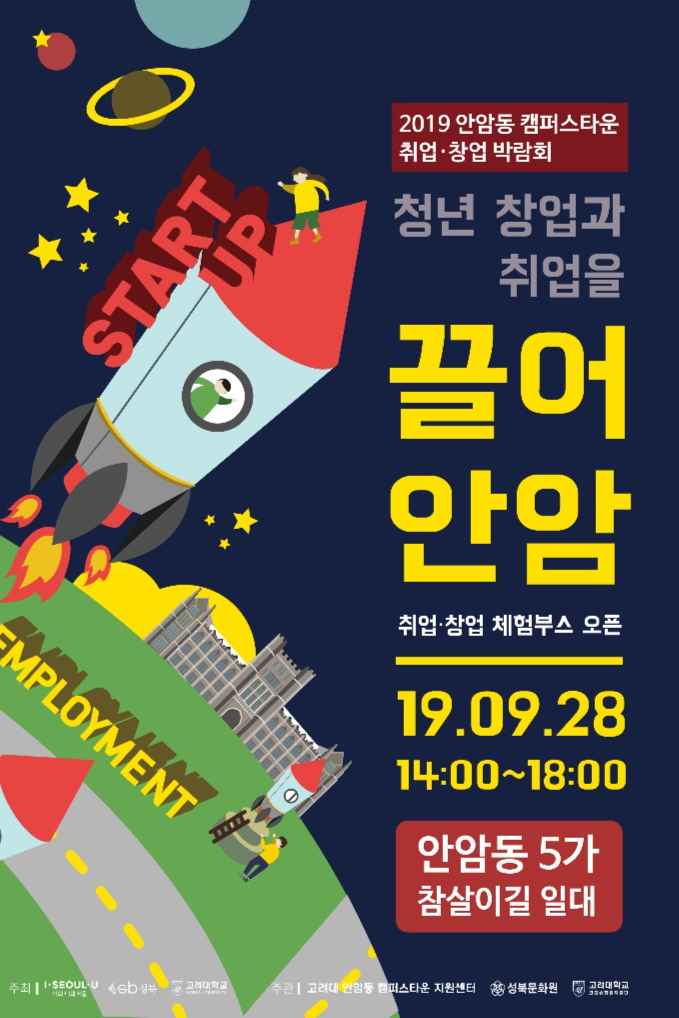 2019 안암동 캠퍼스타운
취업·창업 박람회
START
UP
청년 창업과
취업을
끌어
안암
취업·창업 체험부스 오픈
19.09.28
14:00~18:00
안암동 5가
참살이길 일대
EMPLOYMENT
주최 I·SEOUL·U 성북 고려대학교
주관 고려대 안암동 캠퍼스타운 지원센터 성북문화원 고려대학교